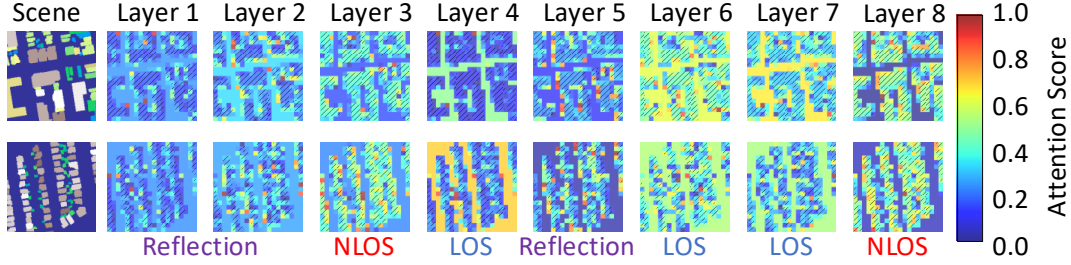 Scene Layer 1 Layer 2 Layer 3 Layer 4 Layer 5 Layer 6 Layer 7 Layer 8
1.0
0.8
0.6
0.4
0.2
0.0
Attention Score
Reflection NLOS LOS Reflection LOS LOS NLOS